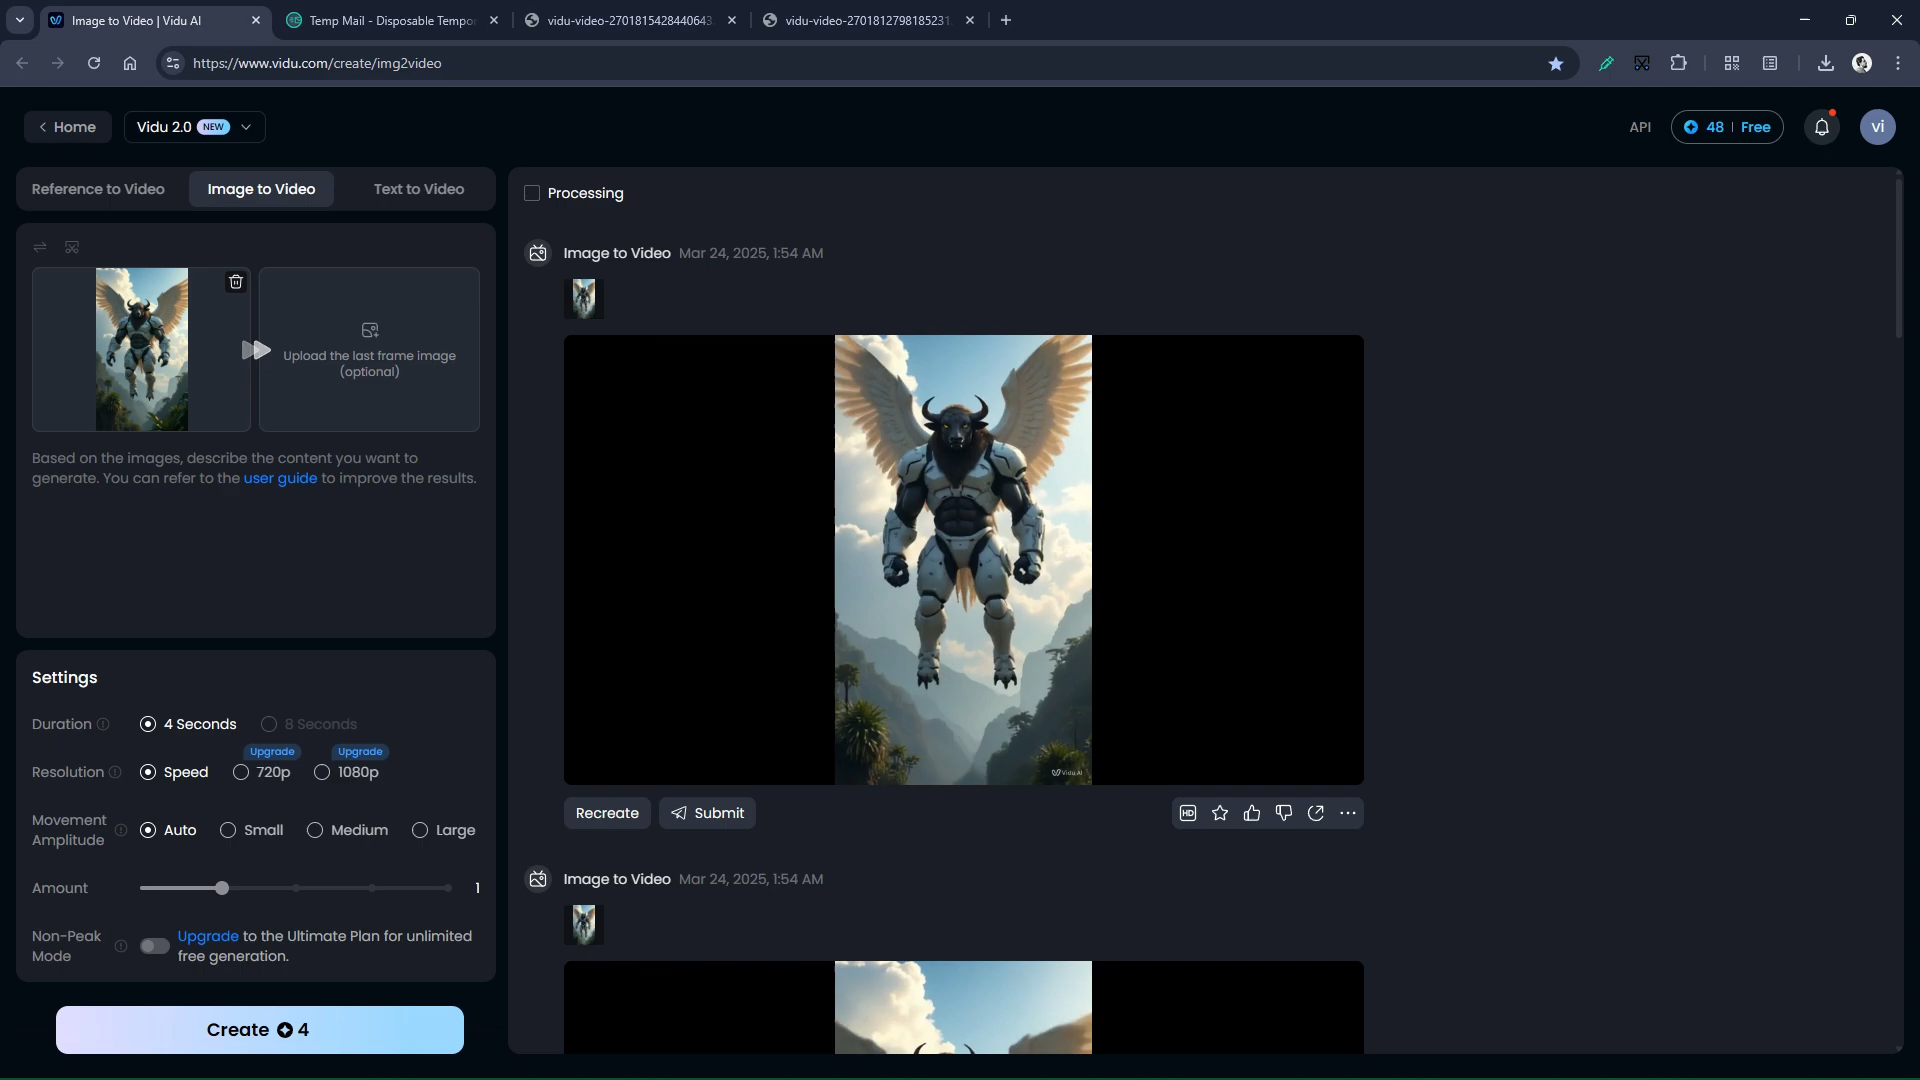 Image to Video | Vidu AI
Temp Mail - Disposable Tempo
vidu-video-2701815428440643
vidu-video-2701812798185231
https://www.vidu.com/create/img2video
Home
Vidu 2.0 NEW
API
48 | Free
vi
Reference to Video
Image to Video
Text to Video
Processing
Image to Video Mar 24, 2025, 1:54 AM
Upload the last frame image
(optional)
Based on the images, describe the content you want to
generate. You can refer to the user guide to improve the results.
Vidu AI
Settings
Duration
4 Seconds
8 Seconds
Upgrade
Upgrade
Resolution
Speed
720p
1080p
Recreate
Submit
HD
Movement
Amplitude
Auto
Small
Medium
Large
Image to Video Mar 24, 2025, 1:54 AM
Amount
1
Non-Peak
Mode
Upgrade to the Ultimate Plan for unlimited
free generation.
Create 4